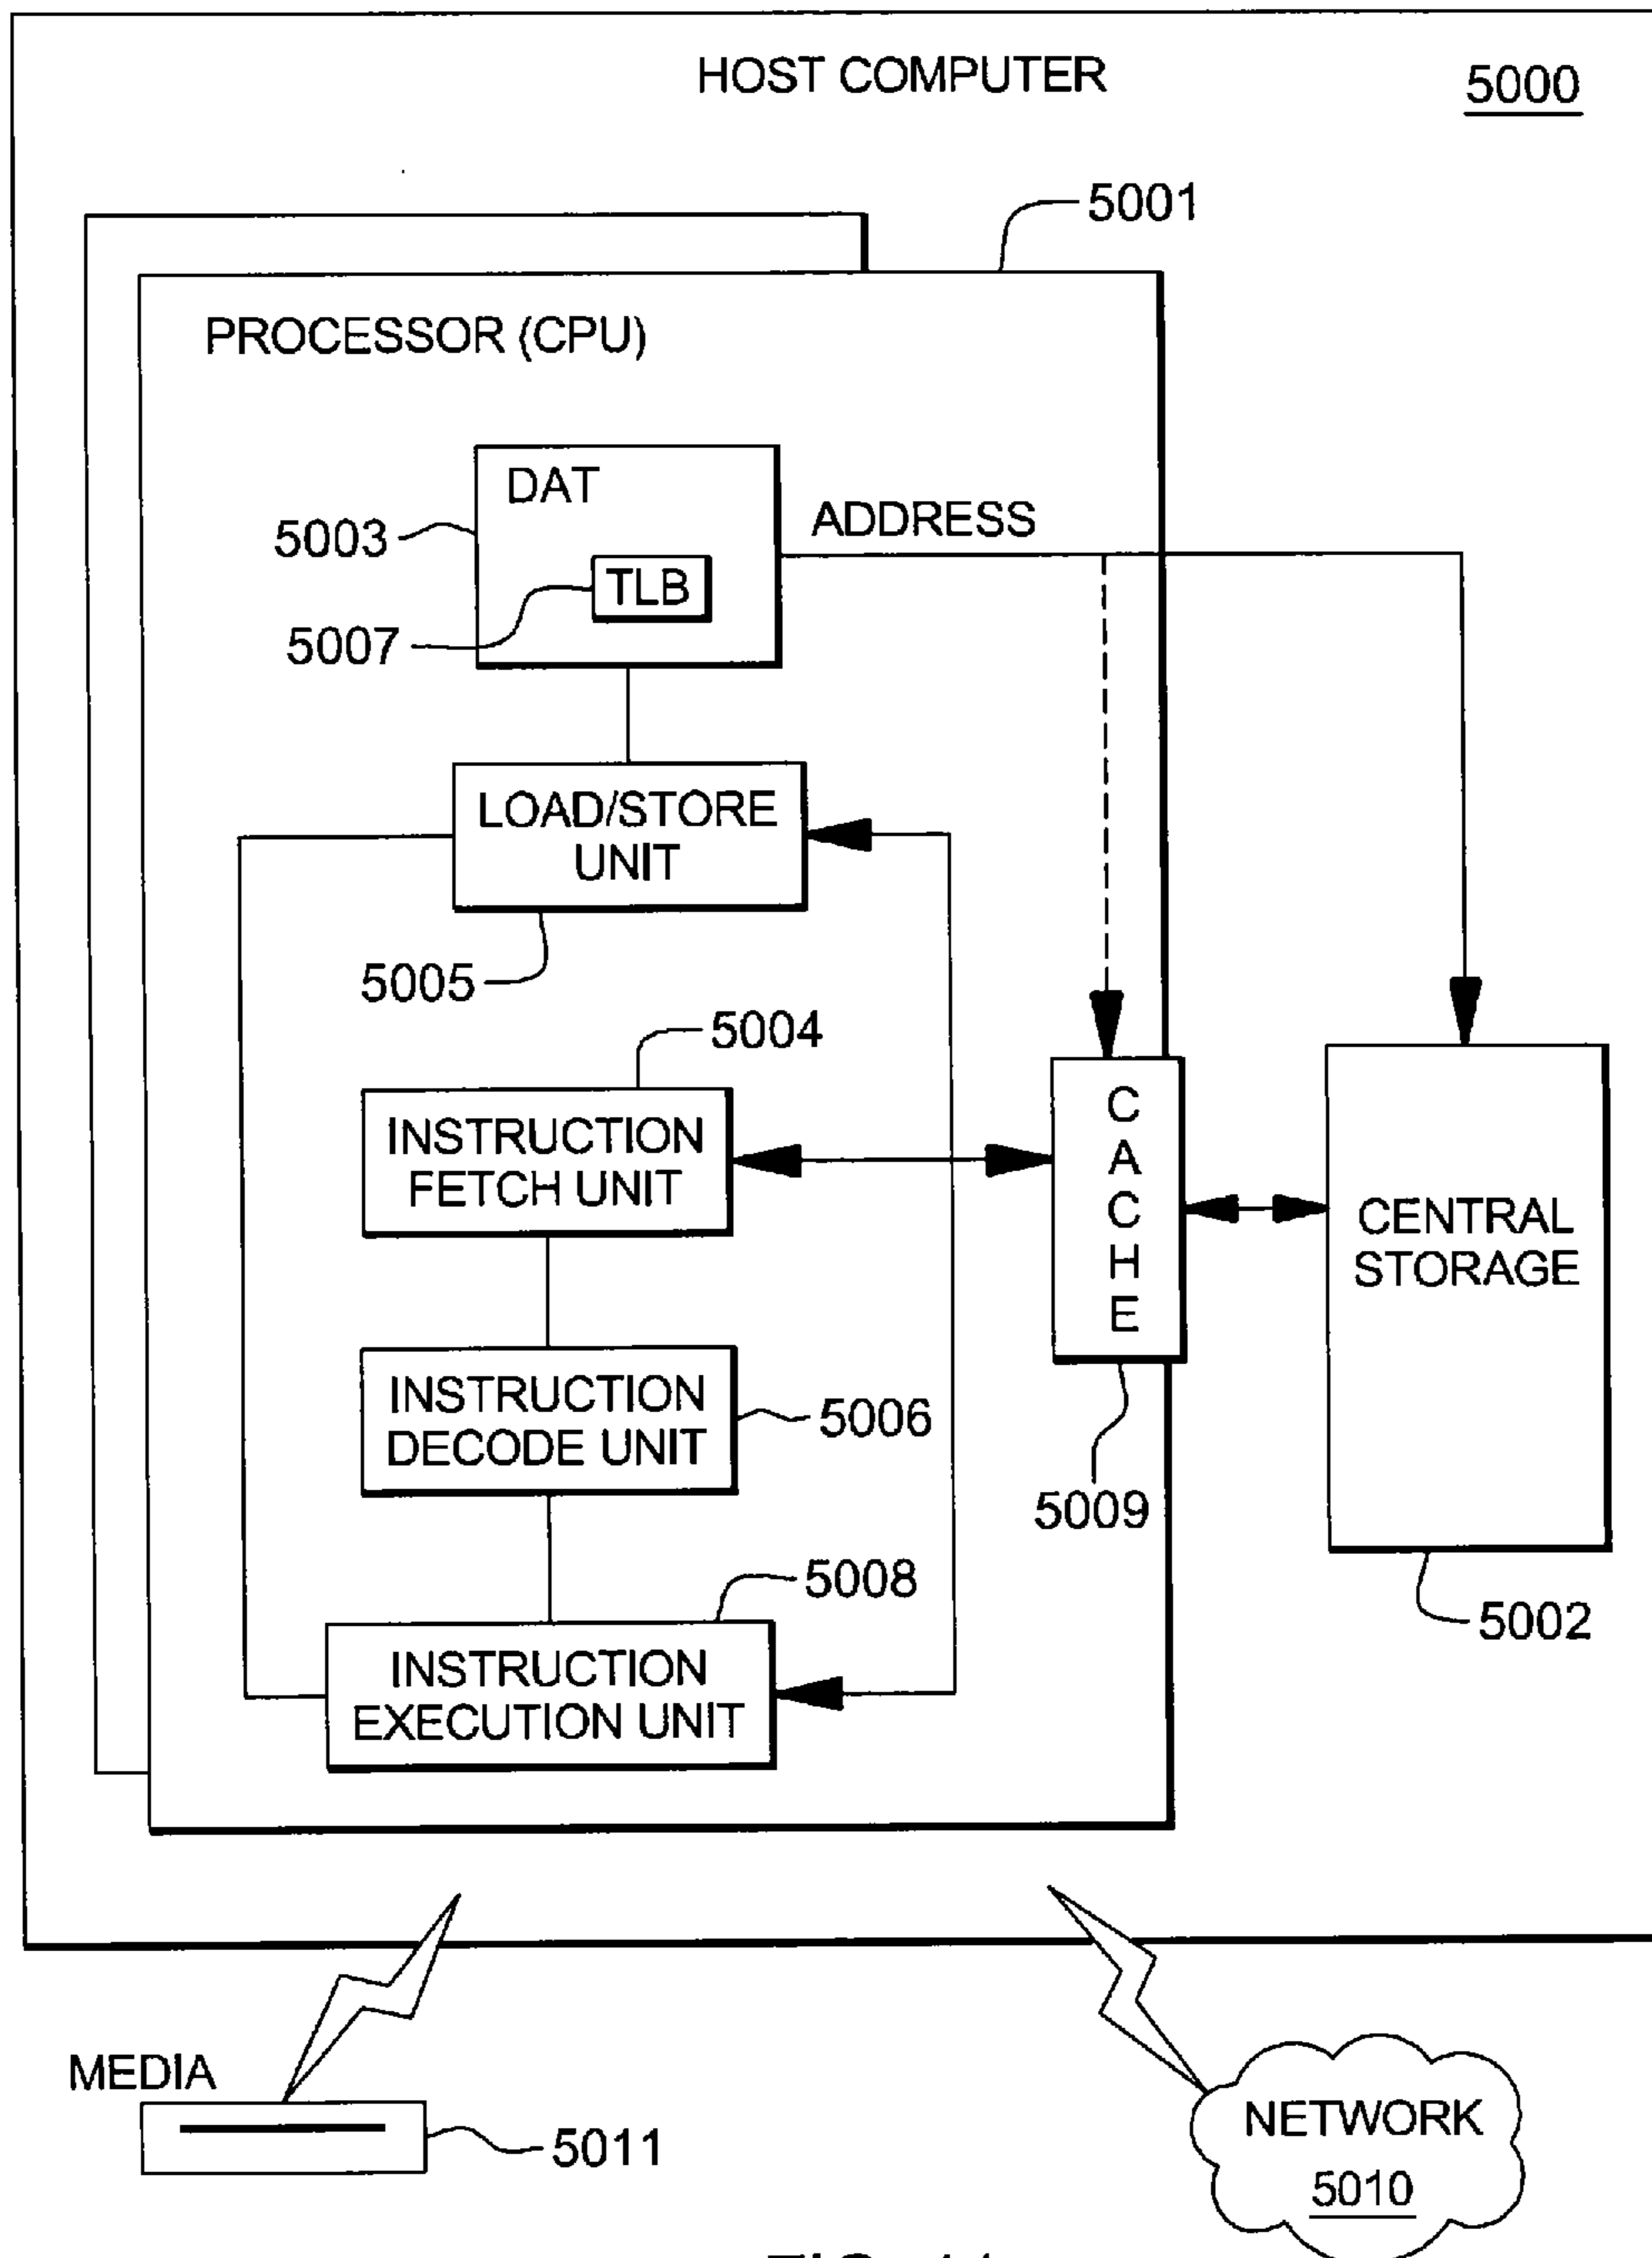 HOST COMPUTER
5000
5001
PROCESSOR (CPU)
DAT
5003
ADDRESS
TLB
5007
LOAD/STORE
UNIT
5005
5004
INSTRUCTION
FETCH UNIT
CACHE
CENTRAL
STORAGE
INSTRUCTION
DECODE UNIT
5006
5009
5008
5002
INSTRUCTION
EXECUTION UNIT
MEDIA
5011
NETWORK
5010